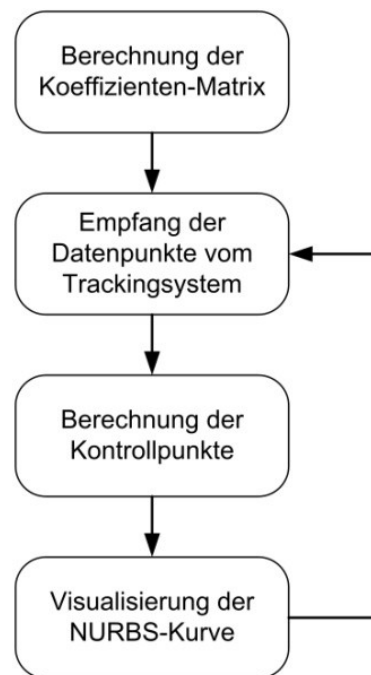 Berechnung der
Koeffizienten-Matrix
Empfang der
Datenpunkte vom
Trackingsystem
Berechnung der
Kontrollpunkte
Visualisierung der
NURBS-Kurve